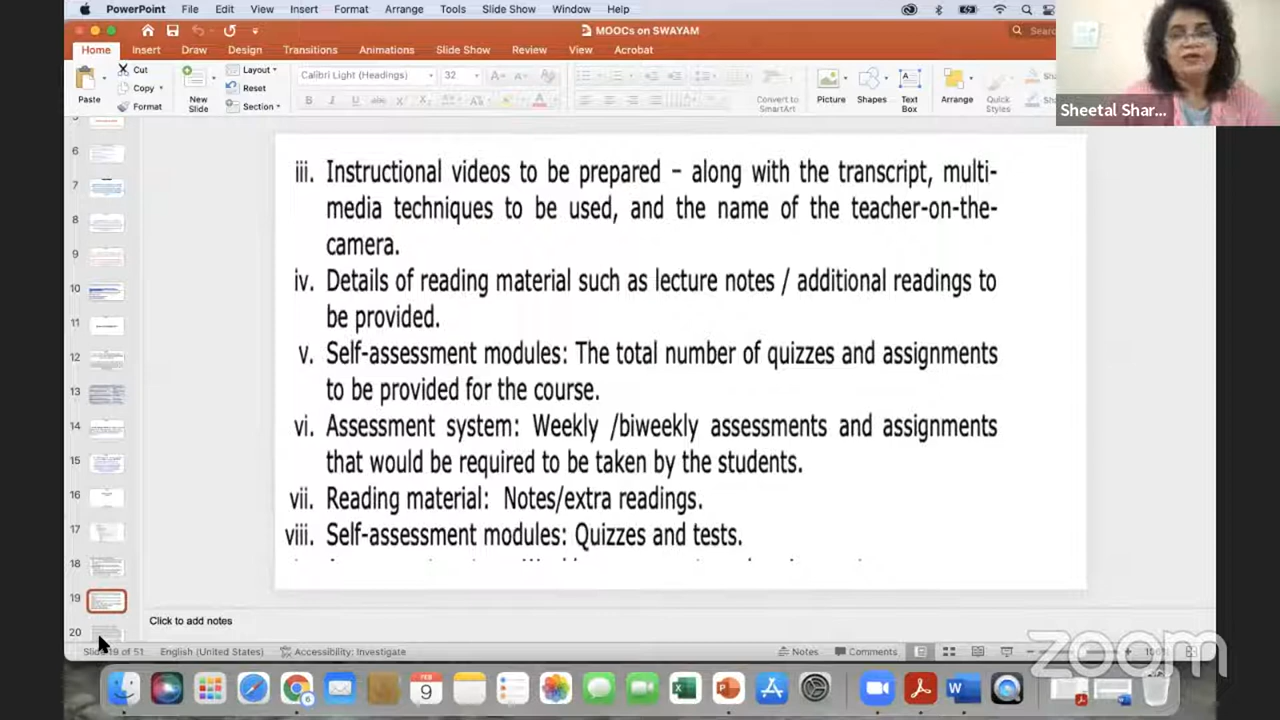 PowerPoint File Edit View Insert Format Arrange Tools Slide Show Window Help
MOOCs on SWAYAM
Home Insert Draw Design Transitions Animations Slide Show Review View Acrobat
Paste
Cut
Copy
Format
New Slide
Layout
Reset
Section
Calibri Light (Headings) 32
Convert to SmartArt
Picture
Shapes
Text Box
Arrange
Quick Styles
Sheetal Shar...
iii. Instructional videos to be prepared – along with the transcript, multi-
media techniques to be used, and the name of the teacher-on-the-
camera.
iv. Details of reading material such as lecture notes / additional readings to
be provided.
v. Self-assessment modules: The total number of quizzes and assignments
to be provided for the course.
vi. Assessment system: Weekly /biweekly assessments and assignments
that would be required to be taken by the students.
vii. Reading material: Notes/extra readings.
viii. Self-assessment modules: Quizzes and tests.
6
7
8
9
10
11
12
13
14
15
16
17
18
19
20
Click to add notes
Slide 19 of 51 English (United States) Accessibility: Investigate Notes Comments
zoom
FEB
9